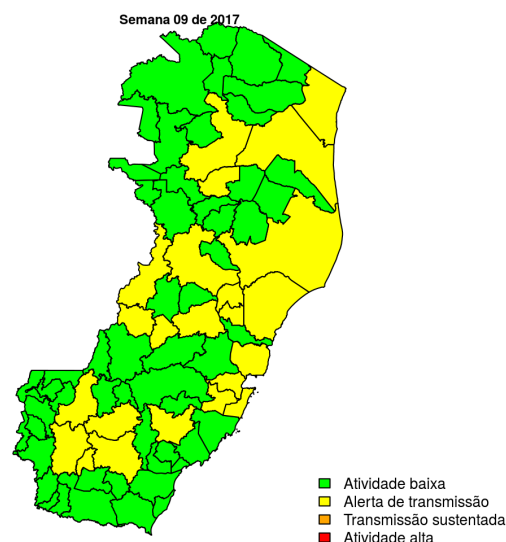 Semana 09 de 2017
Atividade baixa
Alerta de transmissão
Transmissão sustentada
Atividade alta